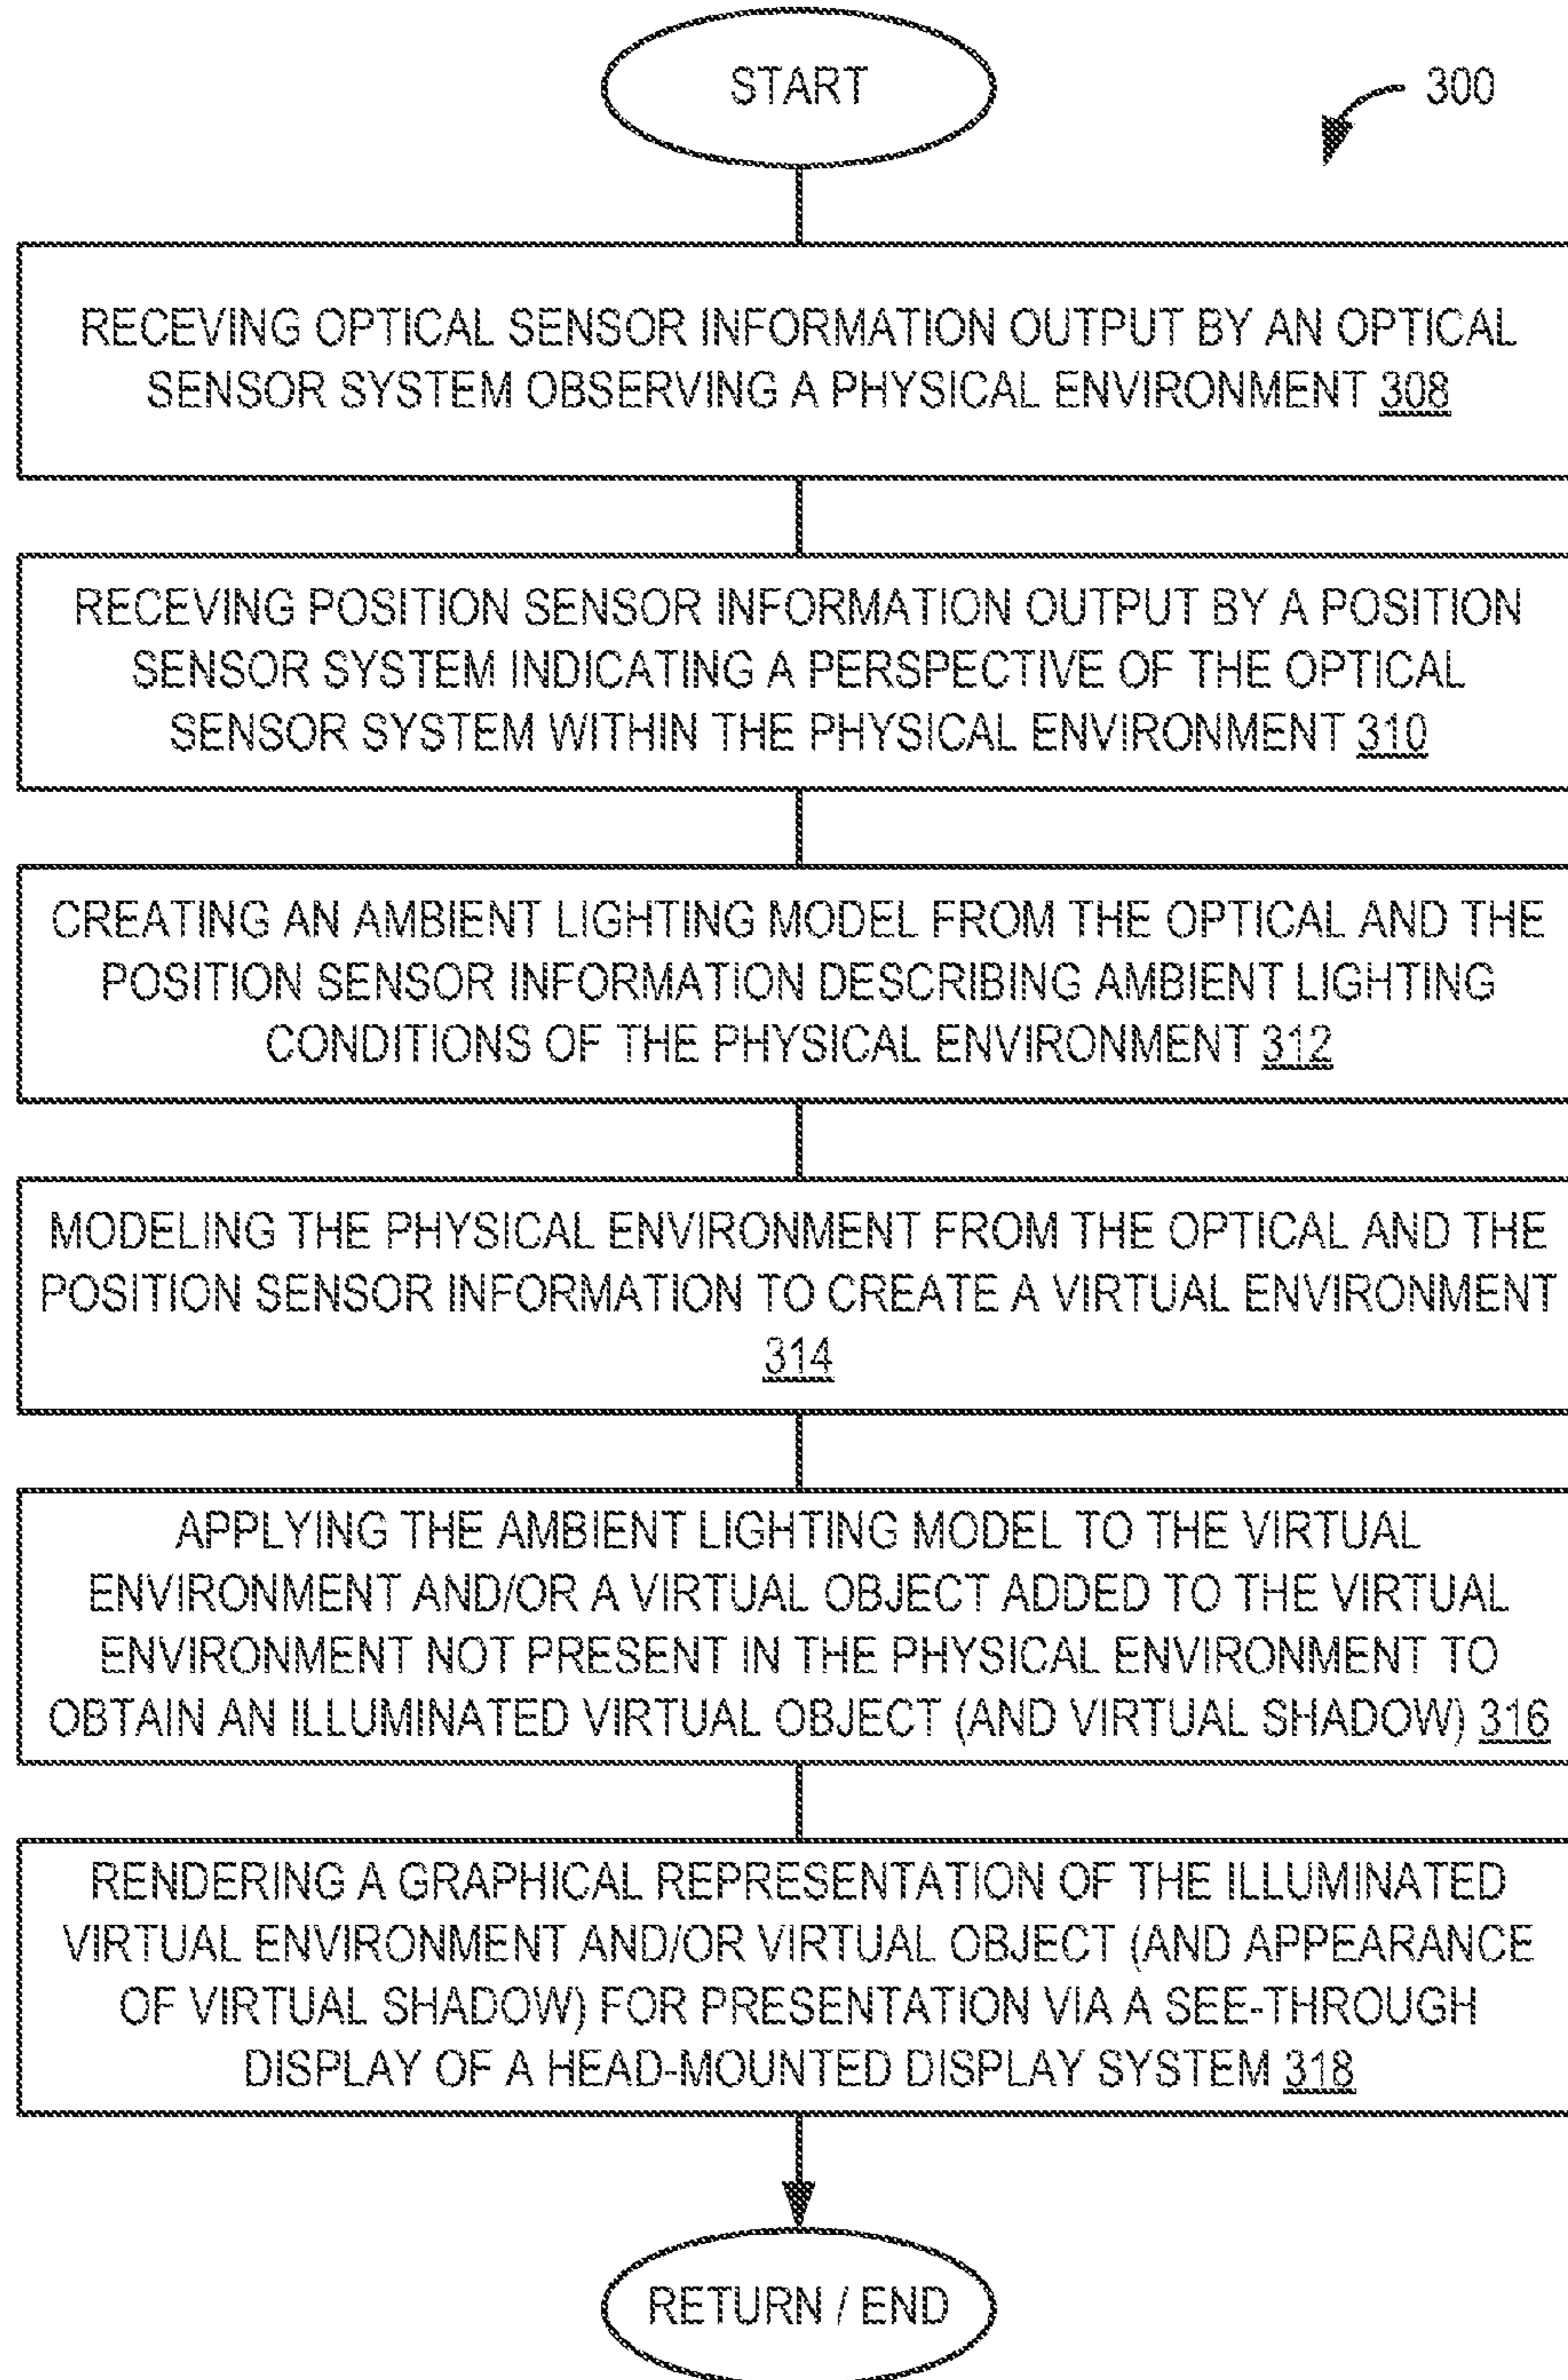 START
300
RECEVING OPTICAL SENSOR INFORMATION OUTPUT BY AN OPTICAL
SENSOR SYSTEM OBSERVING A PHYSICAL ENVIRONMENT 308
RECEVING POSITION SENSOR INFORMATION OUTPUT BY A POSITION
SENSOR SYSTEM INDICATING A PERSPECTIVE OF THE OPTICAL
SENSOR SYSTEM WITHIN THE PHYSICAL ENVIRONMENT 310
CREATING AN AMBIENT LIGHTING MODEL FROM THE OPTICAL AND THE
POSITION SENSOR INFORMATION DESCRIBING AMBIENT LIGHTING
CONDITIONS OF THE PHYSICAL ENVIRONMENT 312
MODELING THE PHYSICAL ENVIRONMENT FROM THE OPTICAL AND THE
POSITION SENSOR INFORMATION TO CREATE A VIRTUAL ENVIRONMENT
314
APPLYING THE AMBIENT LIGHTING MODEL TO THE VIRTUAL
ENVIRONMENT AND/OR A VIRTUAL OBJECT ADDED TO THE VIRTUAL
ENVIRONMENT NOT PRESENT IN THE PHYSICAL ENVIRONMENT TO
OBTAIN AN ILLUMINATED VIRTUAL OBJECT (AND VIRTUAL SHADOW) 316
RENDERING A GRAPHICAL REPRESENTATION OF THE ILLUMINATED
VIRTUAL ENVIRONMENT AND/OR VIRTUAL OBJECT (AND APPEARANCE
OF VIRTUAL SHADOW) FOR PRESENTATION VIA A SEE-THROUGH
DISPLAY OF A HEAD-MOUNTED DISPLAY SYSTEM 318
RETURN / END